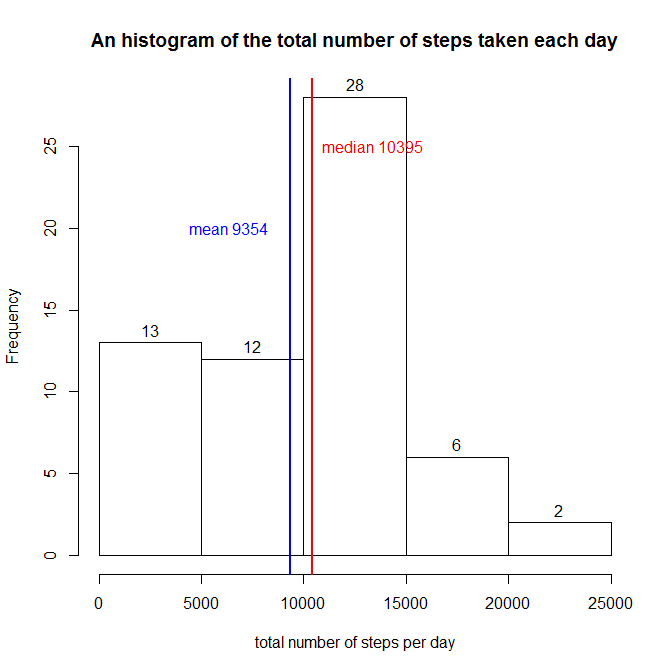 An histogram of the total number of steps taken each day
28
median 10395
mean 9354
13
12
6
2
Frequency
0
5
10
15
20
25
0 5000 10000 15000 20000 25000
total number of steps per day